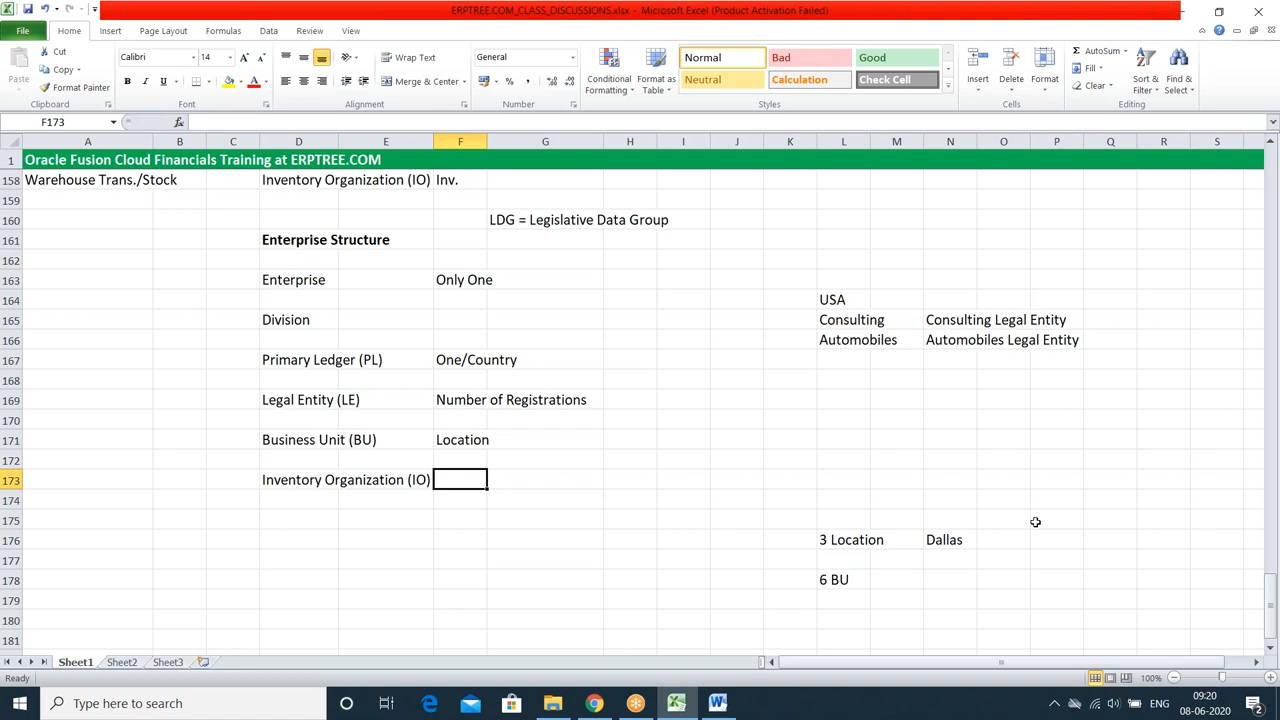 ERPTREE.COM_CLASS_DISCUSSIONS.xlsx - Microsoft Excel (Product Activation Failed)
File Home Insert Page Layout Formulas Data Review View
Paste Cut Copy Format Painter Clipboard
Calibri 14 Font
Wrap Text Merge & Center Alignment
General Number
Conditional Formatting Format as Table Normal Bad Good Neutral Calculation Check Cell Styles
Insert Delete Format Cells
AutoSum Fill Clear Sort & Filter Find & Select Editing
F173 fx
A B C D E F G H I J K L M N O P Q R S
1 Oracle Fusion Cloud Financials Training at ERPTREE.COM
158 Warehouse Trans./Stock Inventory Organization (IO) Inv.
159
160 LDG = Legislative Data Group
161 Enterprise Structure
162
163 Enterprise Only One
164 USA
165 Division Consulting Consulting Legal Entity
166 Automobiles Automobiles Legal Entity
167 Primary Ledger (PL) One/Country
168
169 Legal Entity (LE) Number of Registrations
170
171 Business Unit (BU) Location
172
173 Inventory Organization (IO)
174
175
176 3 Location Dallas
177
178 6 BU
179
180
181
Sheet1 Sheet2 Sheet3
Ready 100%
Type here to search ENG 09:20 08-06-2020 2